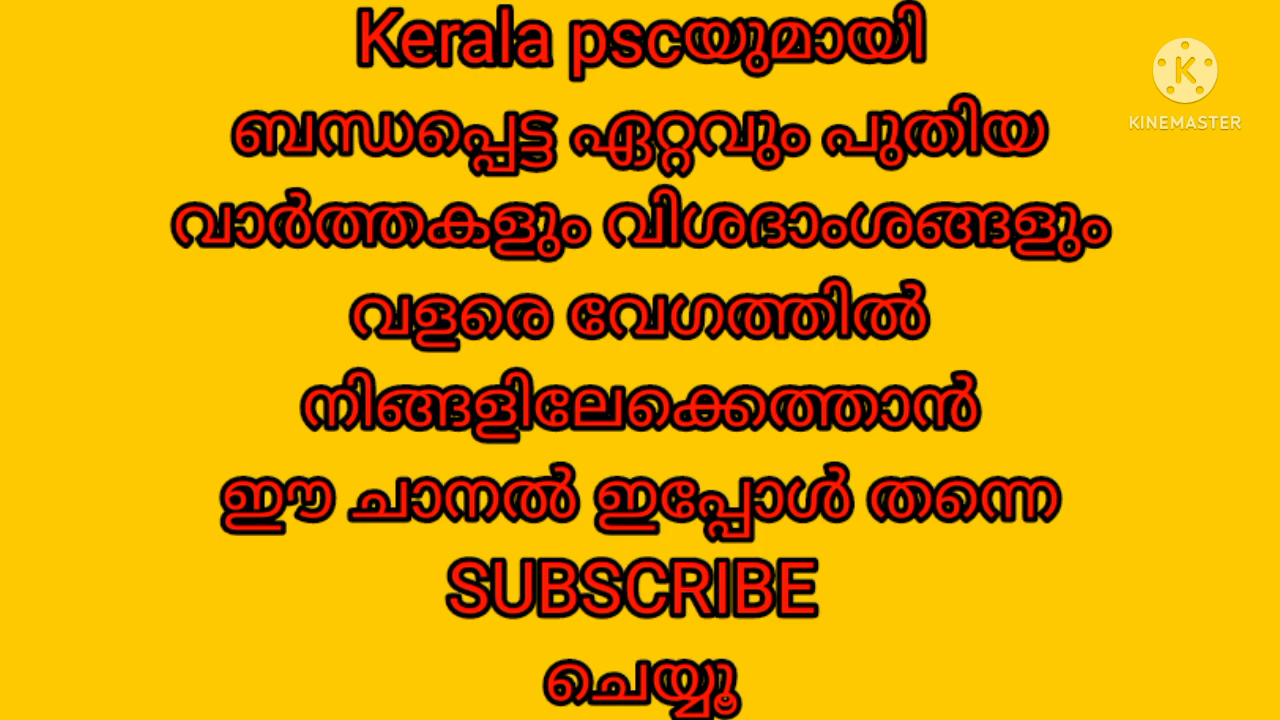 Kerala pscയുമായി
ബന്ധപ്പെട്ട ഏറ്റവും പുതിയ
വാർത്തകളും വിശദാംശങ്ങളും
വളരെ വേഗത്തിൽ
നിങ്ങളിലേക്കെത്താൻ
ഈ ചാനൽ ഇപ്പോൾ തന്നെ
SUBSCRIBE
ചെയ്യൂ
K
KINEMASTER